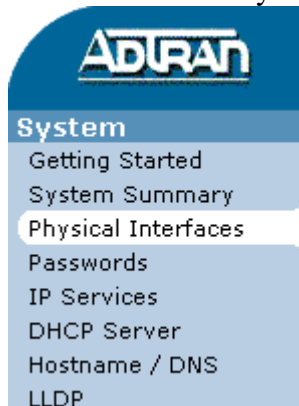 ADTRAN
System
Getting Started
System Summary
Physical Interfaces
Passwords
IP Services
DHCP Server
Hostname / DNS
LLDP